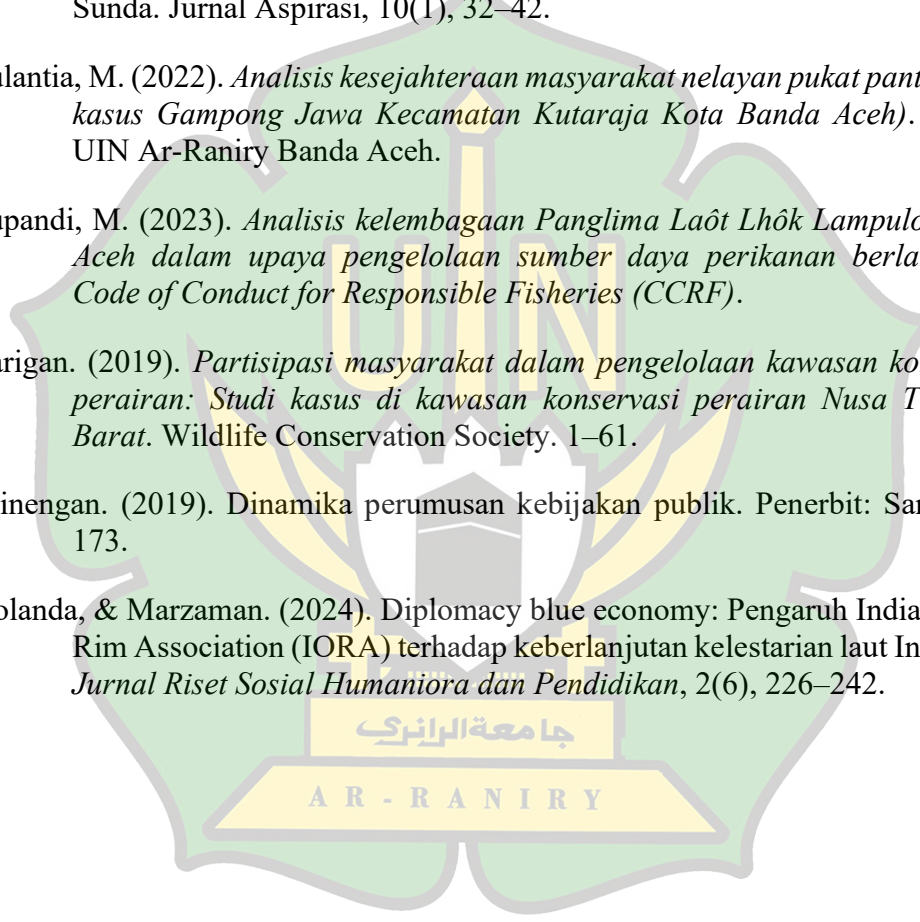 Sunda. Jurnal Aspirasi, 10(1), 32–42.
ulantia, M. (2022). Analisis kesejahteraan masyarakat nelayan pukat pant
kasus Gampong Jawa Kecamatan Kutaraja Kota Banda Aceh).
UIN Ar-Raniry Banda Aceh.
upandi, M. (2023). Analisis kelembagaan Panglima Laôt Lhôk Lampulo
Aceh dalam upaya pengelolaan sumber daya perikanan berla
Code of Conduct for Responsible Fisheries (CCRF).
arigan. (2019). Partisipasi masyarakat dalam pengelolaan kawasan ko
perairan: Studi kasus di kawasan konservasi perairan Nusa T
Barat. Wildlife Conservation Society. 1–61.
inengan. (2019). Dinamika perumusan kebijakan publik. Penerbit: Sar
173.
olanda, & Marzaman. (2024). Diplomacy blue economy: Pengaruh India
Rim Association (IORA) terhadap keberlanjutan kelestarian laut In
Jurnal Riset Sosial Humaniora dan Pendidikan, 2(6), 226–242.
UIN
جامعة الرانري
AR-RANIRY